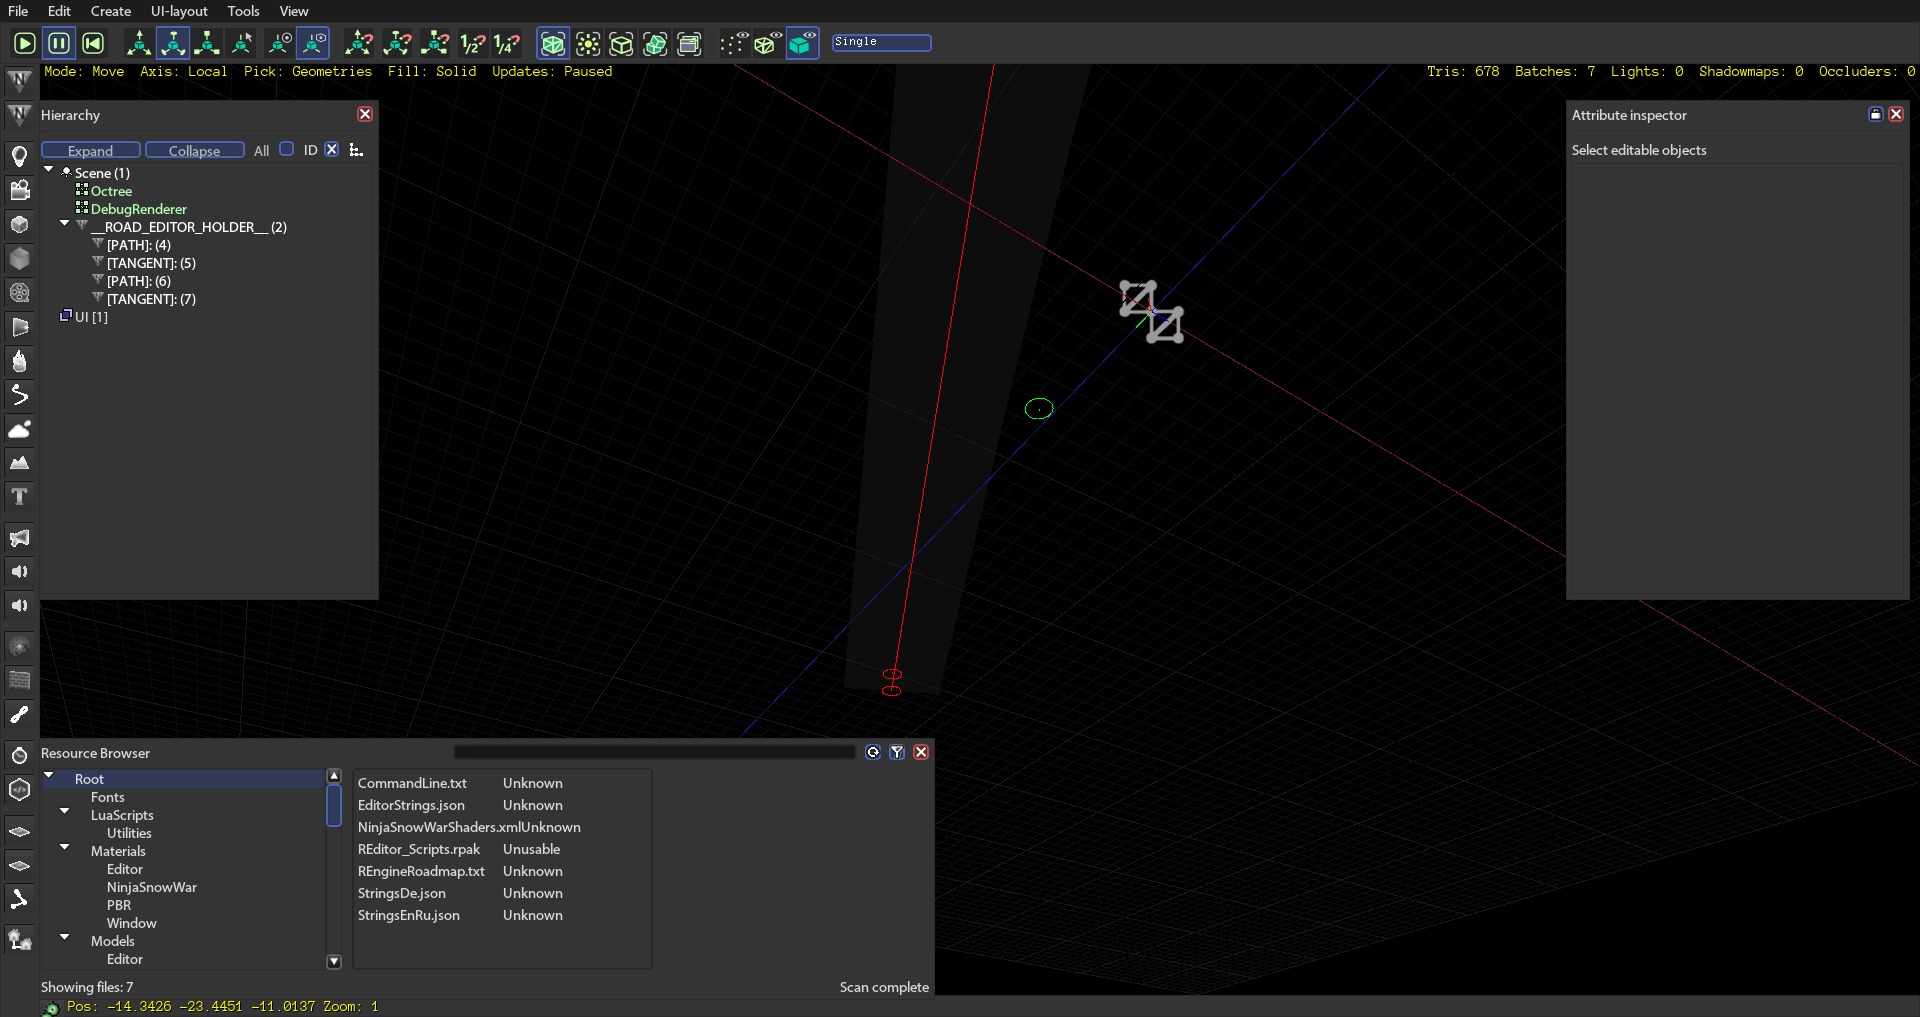 File Edit Create UI-layout Tools View
1/2? 1/4? Single
Mode: Move Axis: Local Pick: Geometries Fill: Solid Updates: Paused
Tris: 678 Batches: 7 Lights: 0 Shadowmaps: 0 Occluders: 0
Hierarchy
Expand Collapse All ID
Scene (1)
Octree
DebugRenderer
__ROAD_EDITOR_HOLDER__ (2)
[PATH]: (4)
[TANGENT]: (5)
[PATH]: (6)
[TANGENT]: (7)
UI [1]
Attribute inspector
Select editable objects
Resource Browser
Root
Fonts
LuaScripts
Utilities
Materials
Editor
NinjaSnowWar
PBR
Window
Models
Editor
CommandLine.txt Unknown
EditorStrings.json Unknown
NinjaSnowWarShaders.xmlUnknown
REditor_Scripts.rpak Unusable
REngineRoadmap.txt Unknown
StringsDe.json Unknown
StringsEnRu.json Unknown
Showing files: 7
Scan complete
Pos: -14.3426 -23.4451 -11.0137 Zoom: 1